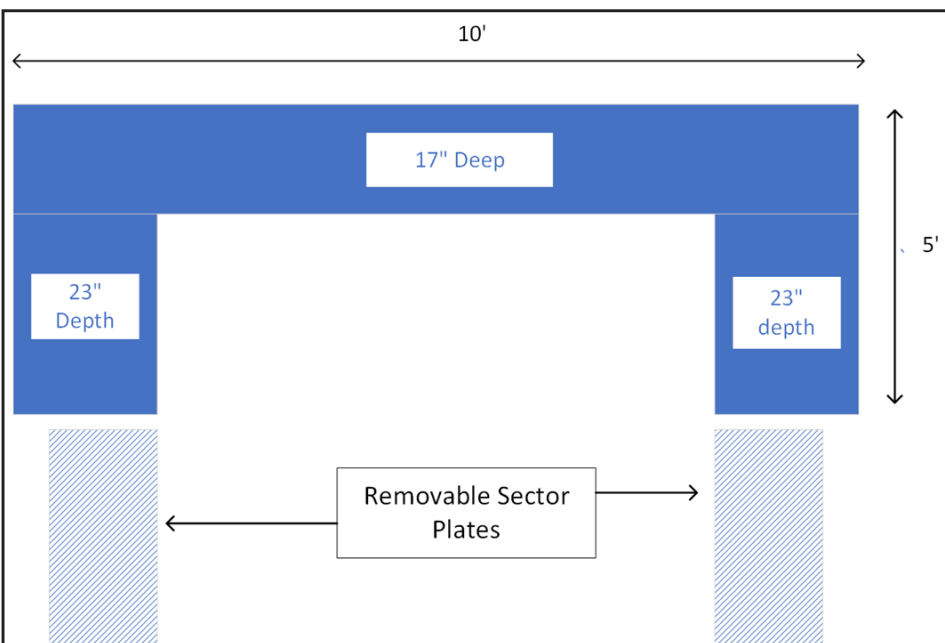 10'
17" Deep
5'
23"
Depth
23"
depth
Removable Sector
Plates